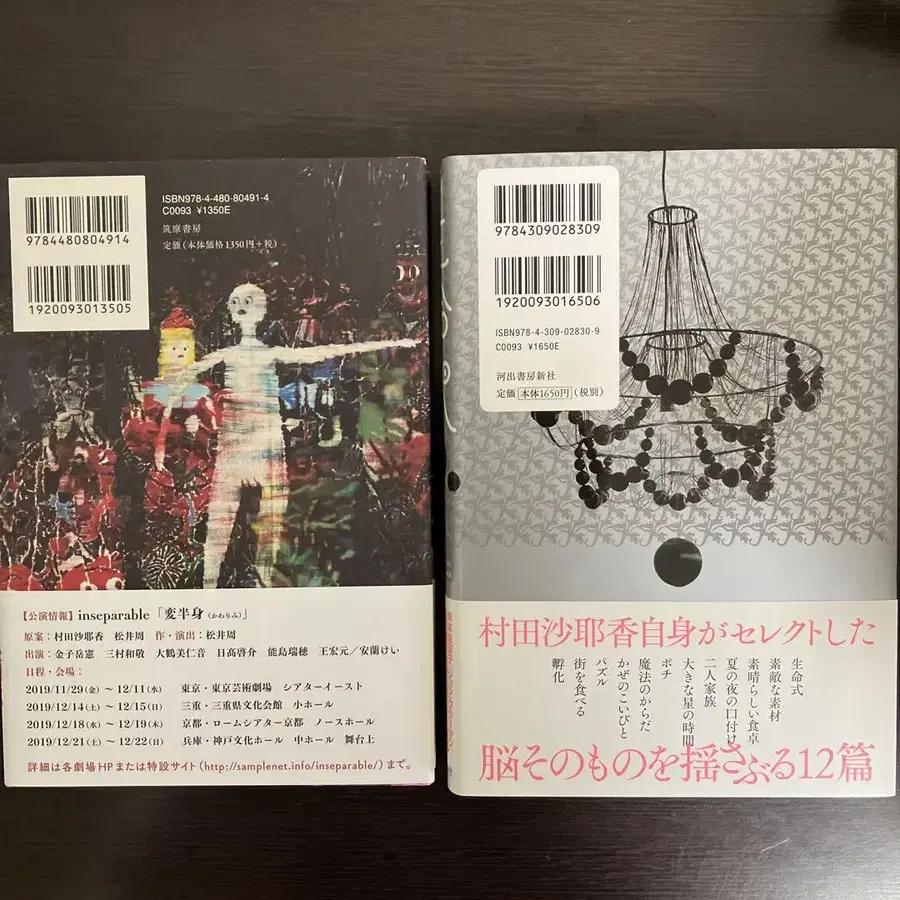 9784480804914
1920093013505
ISBN978-4-480-80491-4
C0093 ¥1350E
筑摩書房
定価(本体価格1350円+税)
【公演情報】inseparable「変半身(かわりみ)」
原案:村田沙耶香 松井周 作・演出:松井周
出演:金子岳憲 三村和敬 大鶴美仁音 日髙啓介 能島瑞穂 王宏元/安蘭けい
日程・会場:
2019/11/29(金)~12/11(水) 東京・東京芸術劇場 シアターイースト
2019/12/14(土)~12/15(日) 三重・三重県文化会館 小ホール
2019/12/18(水)~12/19(木) 京都・ロームシアター京都 ノースホール
2019/12/21(土)~12/22(日) 兵庫・神戸文化ホール 中ホール 舞台上
詳細は各劇場HPまたは特設サイト(http://samplenet.info/inseparable/)まで。
9784309028309
1920093016506
ISBN978-4-309-02830-9
C0093 ¥1650E
河出書房新社
定価 本体1650円(税別)
村田沙耶香自身がセレクトした
生命式
素敵な素材
素晴らしい食卓
夏の夜の口付け
二人家族
大きな星の時間
ポチ
魔法のからだ
かぜのこいびと
パズル
街を食べる
孵化
脳そのものを揺さぶる12篇